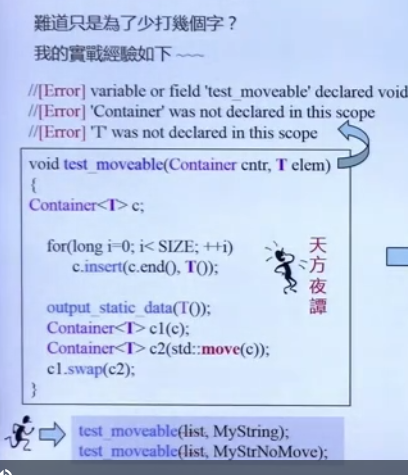 難道只是為了少打幾個字？
我的實戰經驗如下 ~~~
//[Error] variable or field 'test_moveable' declared void
//[Error] 'Container' was not declared in this scope
//[Error] 'T' was not declared in this scope
void test_moveable(Container cntr, T elem)
{
Container<T> c;
for(long i=0; i< SIZE; ++i)
c.insert(c.end(), T());
output_static_data(T());
Container<T> c1(c);
Container<T> c2(std::move(c));
c1.swap(c2);
}
天方夜譚
test_moveable(list, MyString);
test_moveable(list, MyStrNoMove);